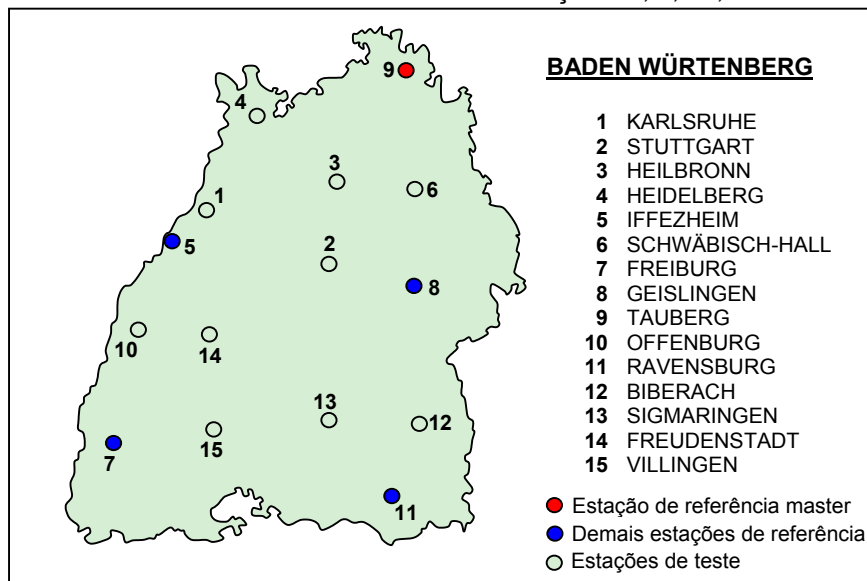 BADEN WÜRTENBERG
1 KARLSRUHE
2 STUTTGART
3 HEILBRONN
4 HEIDELBERG
5 IFFEZHEIM
6 SCHWÄBISCH-HALL
7 FREIBURG
8 GEISLINGEN
9 TAUBERG
10 OFFENBURG
11 RAVENSBURG
12 BIBERACH
13 SIGMARINGEN
14 FREUDENSTADT
15 VILLINGEN
Estação de referência master
Demais estações de referência
Estações de teste
9
4
3
6
1
5
2
8
10
14
13
12
15
7
11